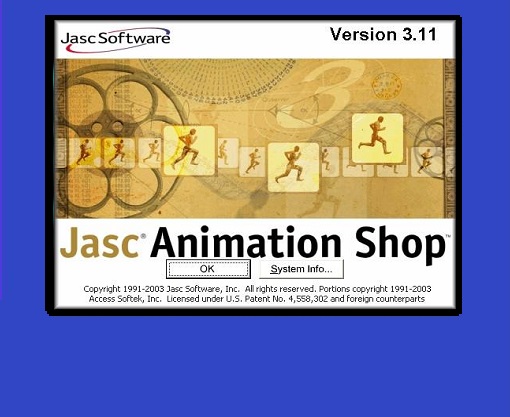 Jasc Software
Version 3.11
3
Jasc® Animation Shop™
OK
System Info...
Copyright 1991-2003 Jasc Software, Inc. All rights reserved. Portions copyright 1991-2003
Access Softek, Inc. Licensed under U.S. Patent No. 4,558,302 and foreign counterparts